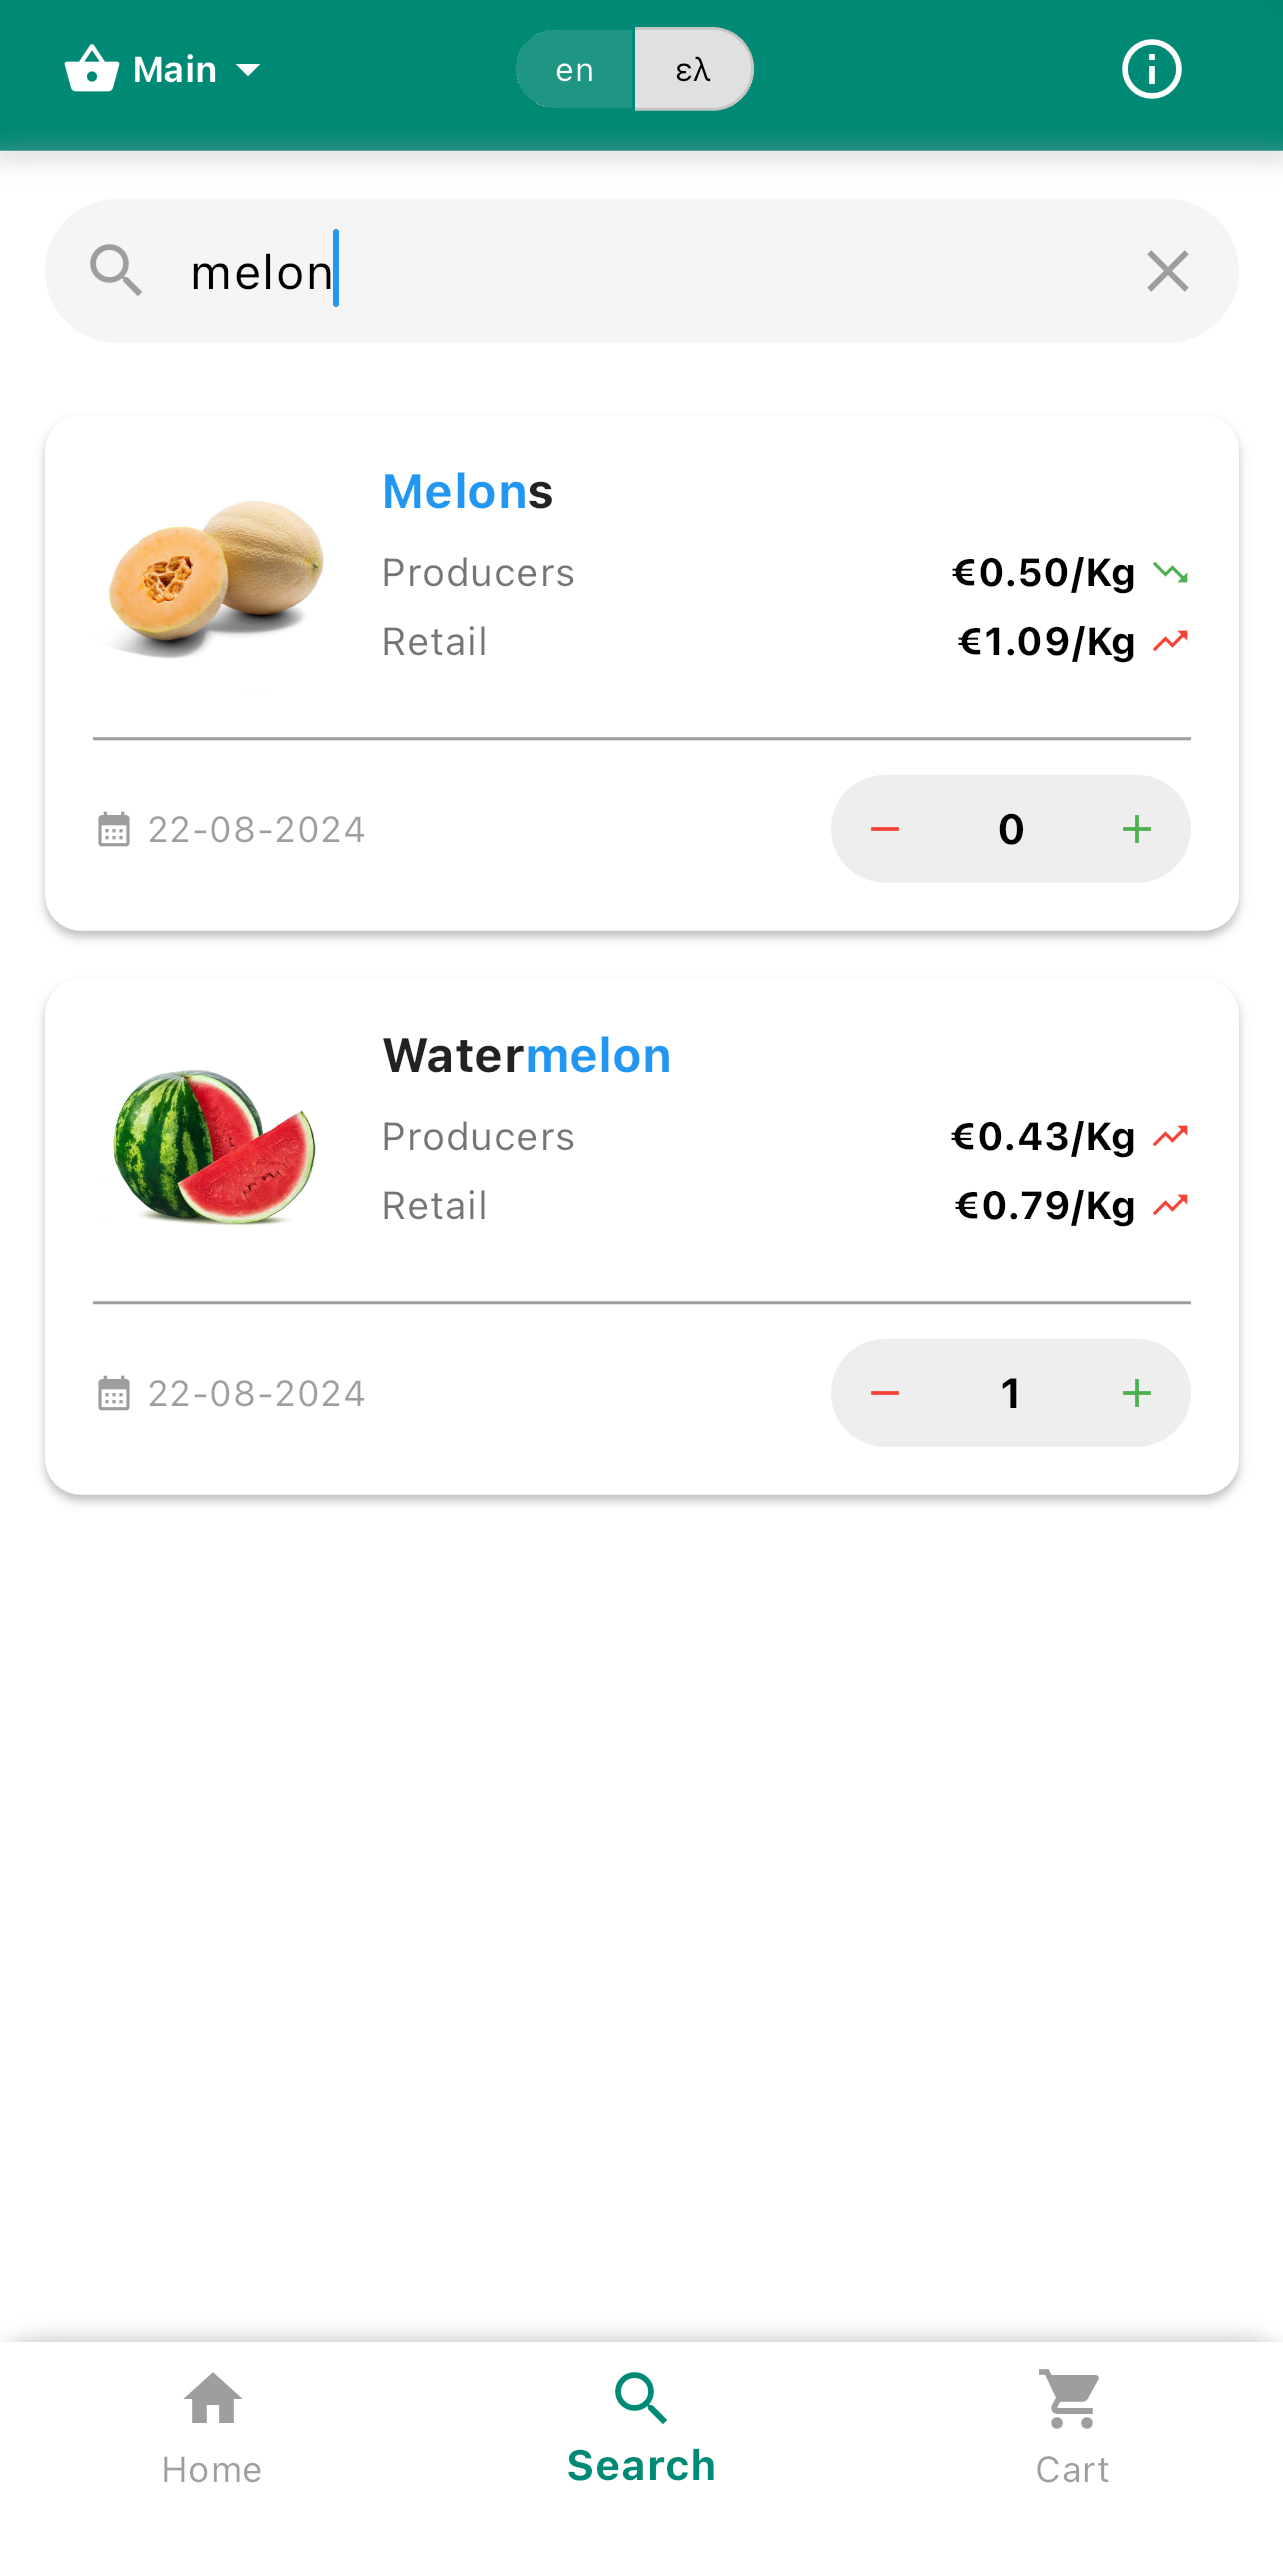 Main
en
ελ
melon
Melons
Producers €0.50/Kg
Retail €1.09/Kg
22-08-2024
0
Watermelon
Producers €0.43/Kg
Retail €0.79/Kg
22-08-2024
1
Home
Search
Cart